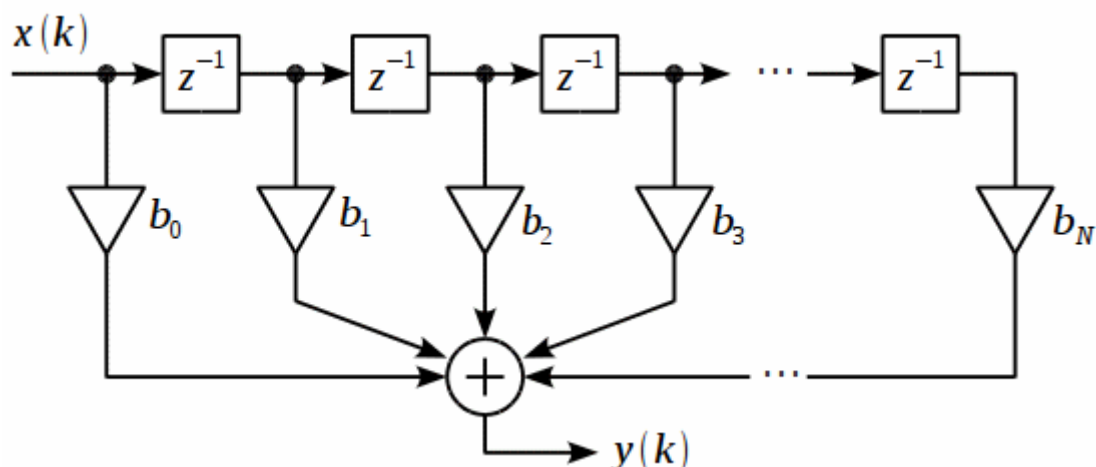 x(k)
z⁻¹ z⁻¹ z⁻¹ ··· z⁻¹
b₀ b₁ b₂ b₃ b_N
+ ···
y(k)